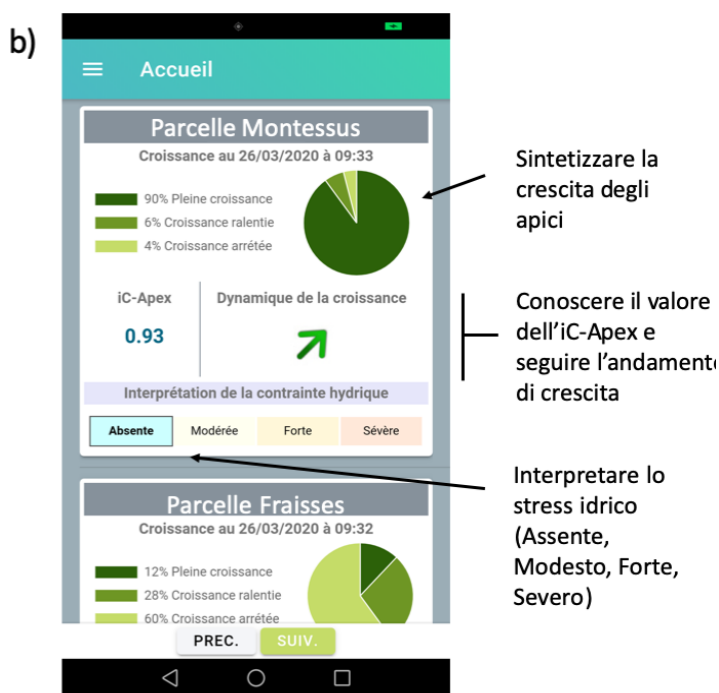 b)
Accueil
Parcelle Montessus
Croissance au 26/03/2020 à 09:33
90% Pleine croissance
6% Croissance ralentie
4% Croissance arrétée
iC-Apex
Dynamique de la croissance
0.93
Interprétation de la contrainte hydrique
Absente
Modérée
Forte
Sévère
Parcelle Fraisses
Croissance au 26/03/2020 à 09:32
12% Pleine croissance
28% Croissance ralentie
60% Croissance arrétée
PREC.
SUIV.
Sintetizzare la
crescita degli
apici
Conoscere il valore
dell'iC-Apex e
seguire l'andamento
di crescita
Interpretare lo
stress idrico
(Assente,
Modesto, Forte,
Severo)